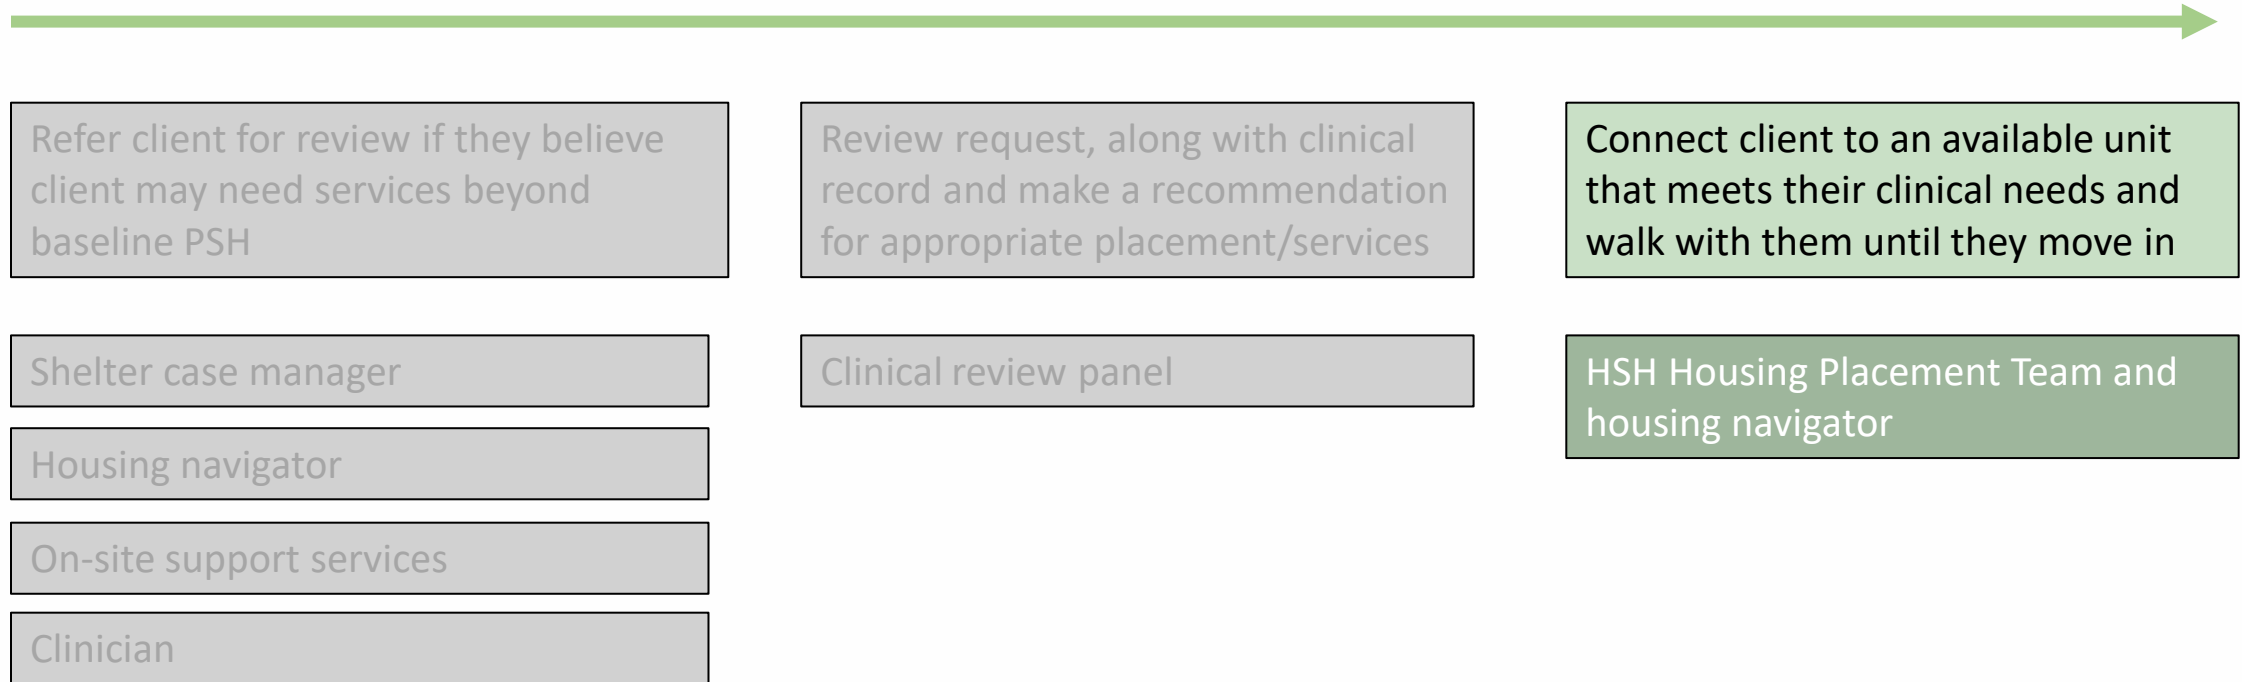 Refer client for review if they believe
client may need services beyond
baseline PSH
Review request, along with clinical
record and make a recommendation
for appropriate placement/services
Connect client to an available unit
that meets their clinical needs and
walk with them until they move in
Shelter case manager
Housing navigator
On-site support services
Clinician
Clinical review panel
HSH Housing Placement Team and
housing navigator